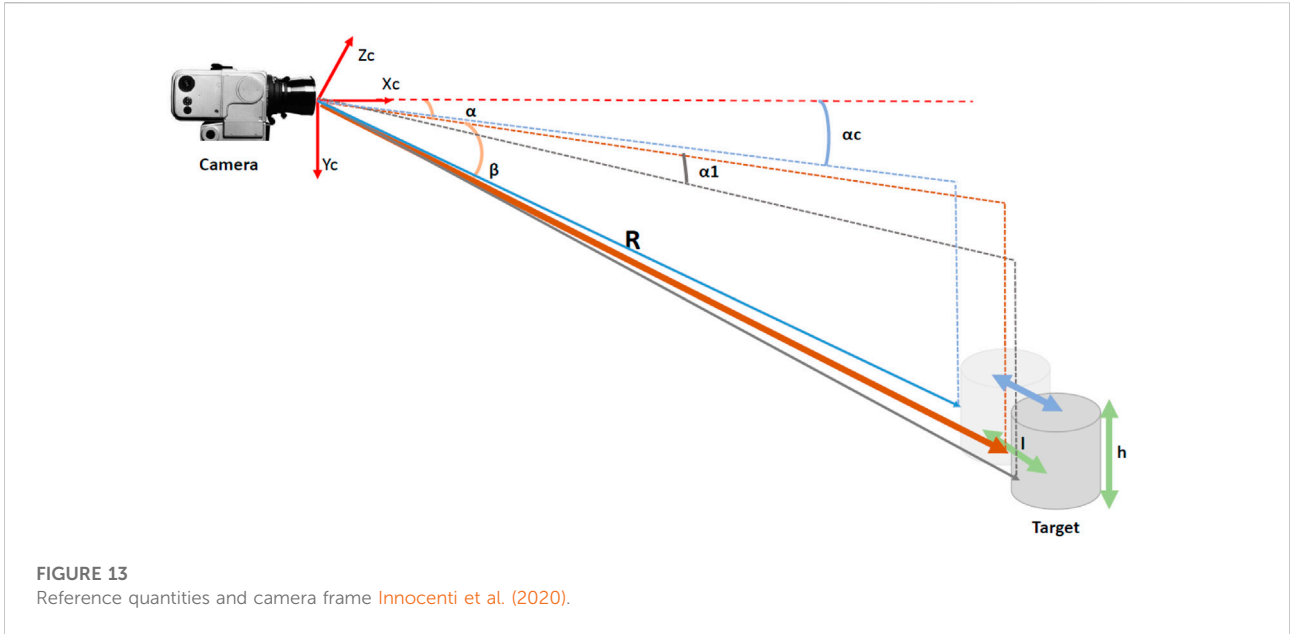 Zc
Xc
α
αc
Camera
Yc
β
α1
R
l
h
Target
FIGURE 13
Reference quantities and camera frame Innocenti et al. (2020).